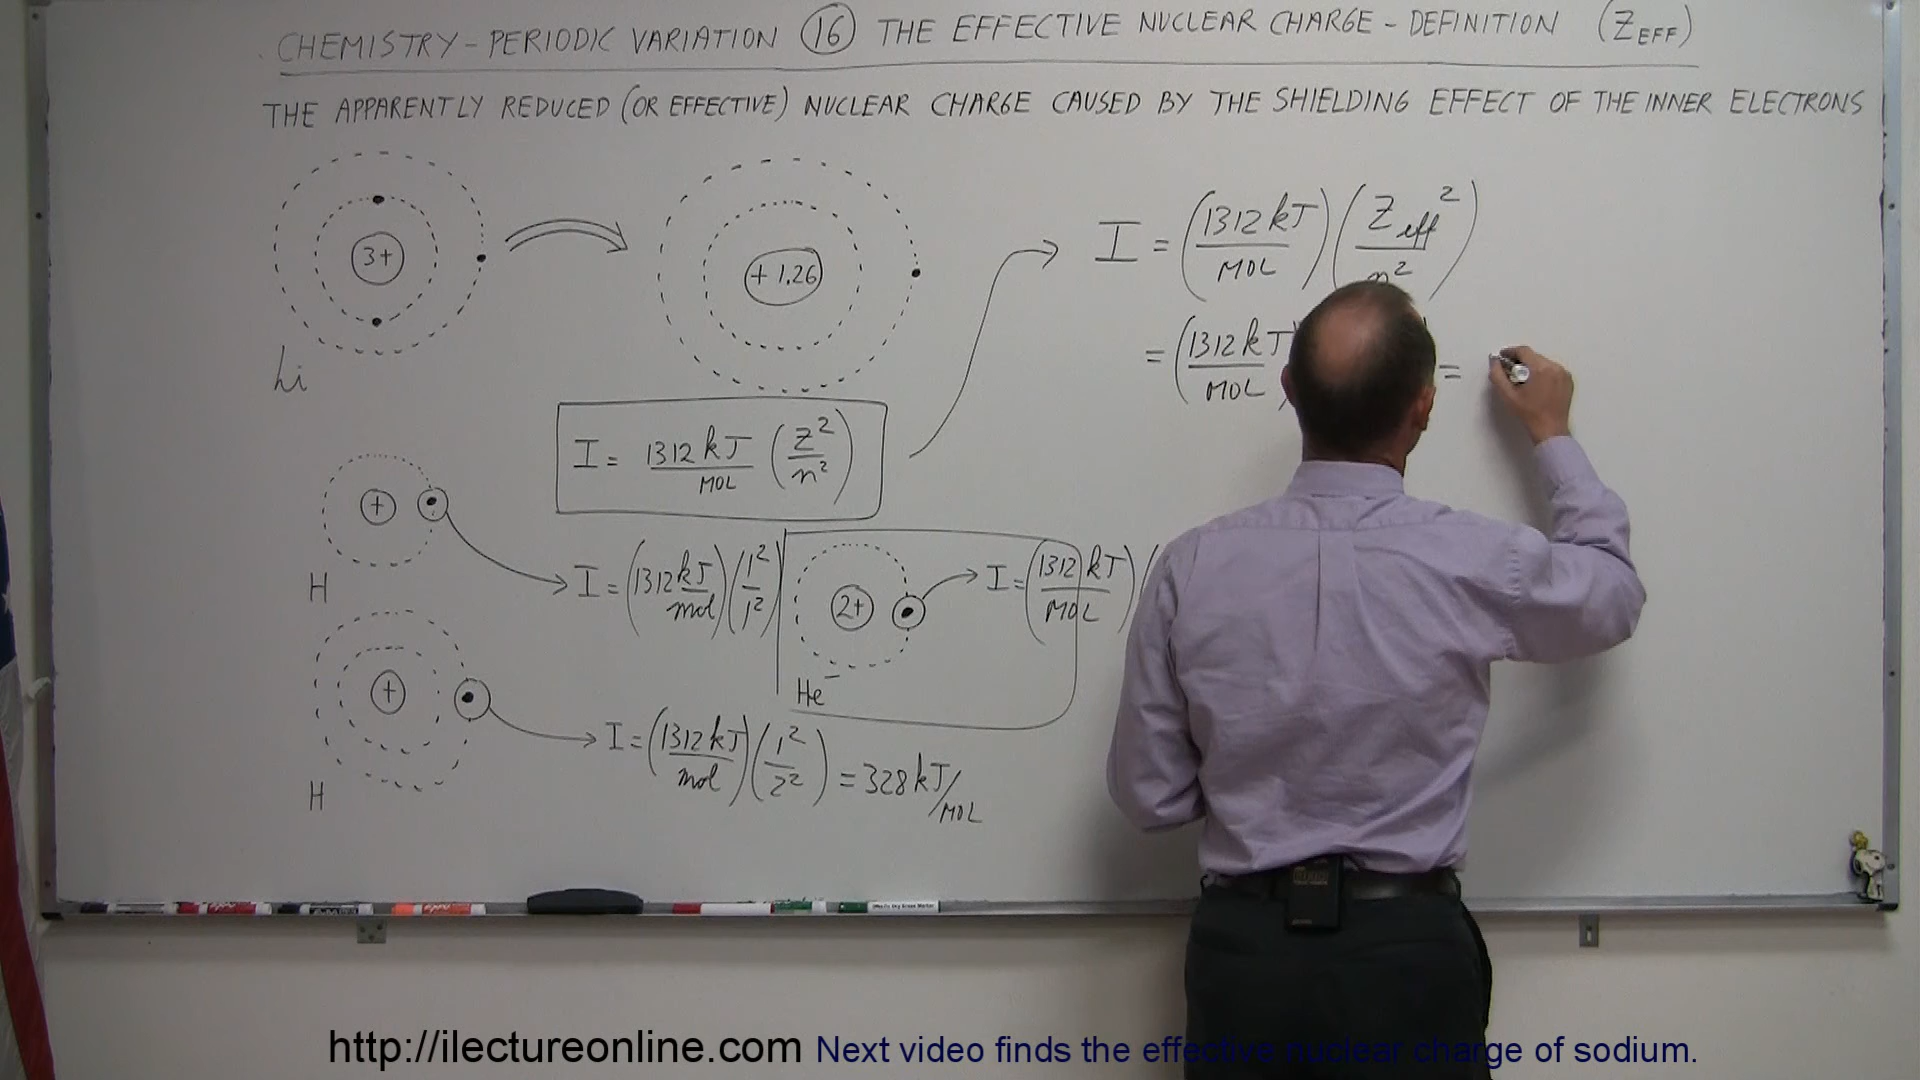 CHEMISTRY - PERIODIC VARIATION (16) THE EFFECTIVE NUCLEAR CHARGE - DEFINITION (Z_EFF)
THE APPARENTLY REDUCED (OR EFFECTIVE) NUCLEAR CHARGE CAUSED BY THE SHIELDING EFFECT OF THE INNER ELECTRONS
3+
Li
+1.26
I = (1312 kJ / MOL) (Z_eff² / n²)
= (1312 kJ / MOL) =
I = 1312 kJ / MOL (Z² / n²)
+
H
I = (1312 kJ / mol) (1² / 1²)
2+
He⁻
I = (1312 kJ / MOL) (
+
H
I = (1312 kJ / mol) (1² / 2²) = 328 kJ/MOL
http://ilectureonline.com Next video finds the effective nuclear charge of sodium.